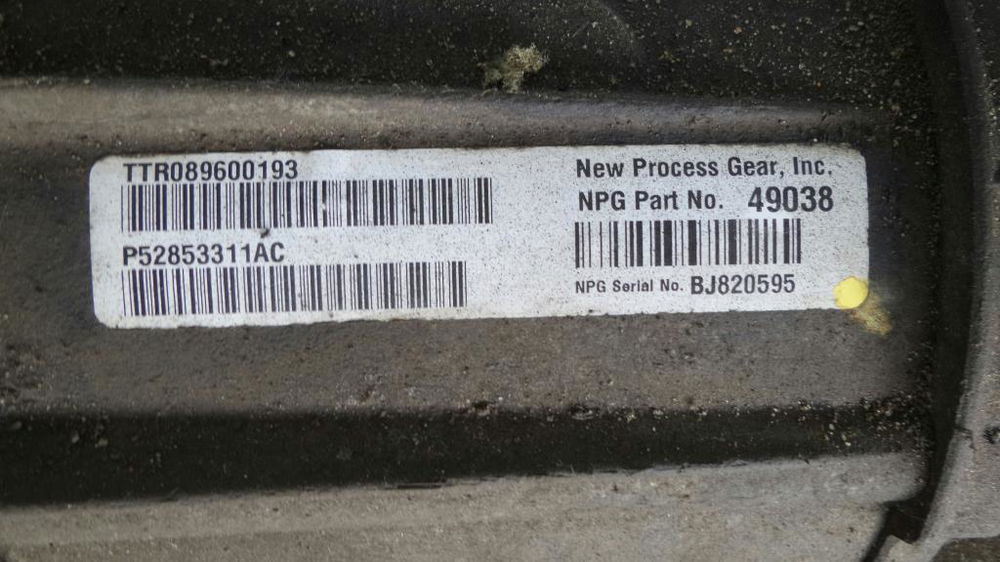 TTR089600193
P52853311AC
New Process Gear, Inc.
NPG Part No. 49038
NPG Serial No. BJ820595